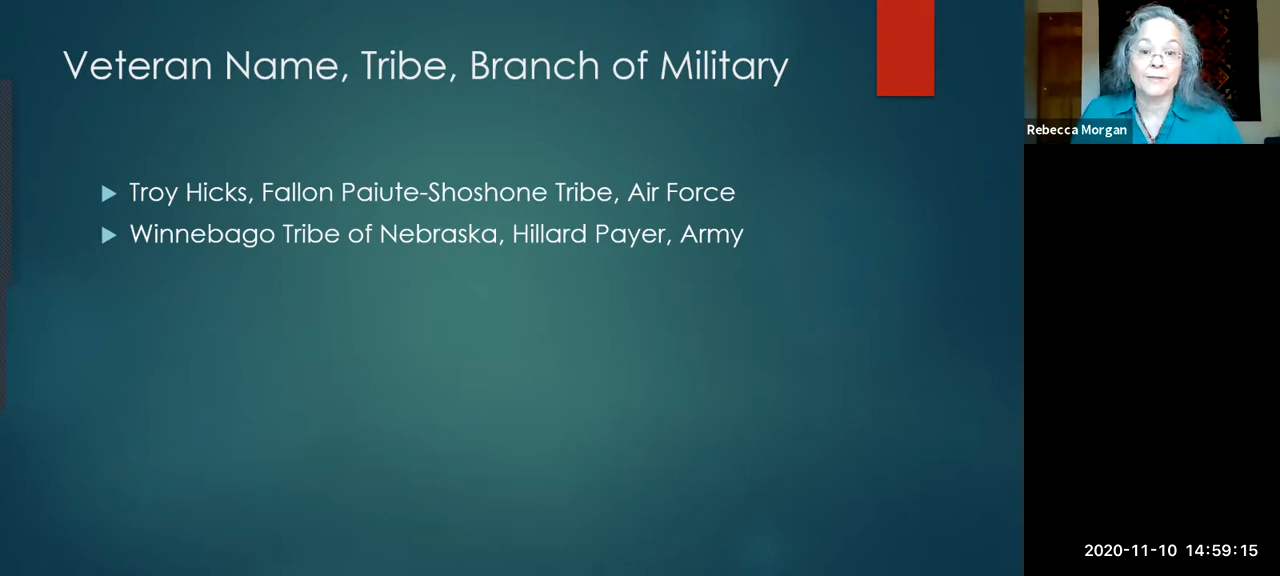 Veteran Name, Tribe, Branch of Military
Troy Hicks, Fallon Paiute-Shoshone Tribe, Air Force
Winnebago Tribe of Nebraska, Hillard Payer, Army
Rebecca Morgan
2020-11-10 14:59:15